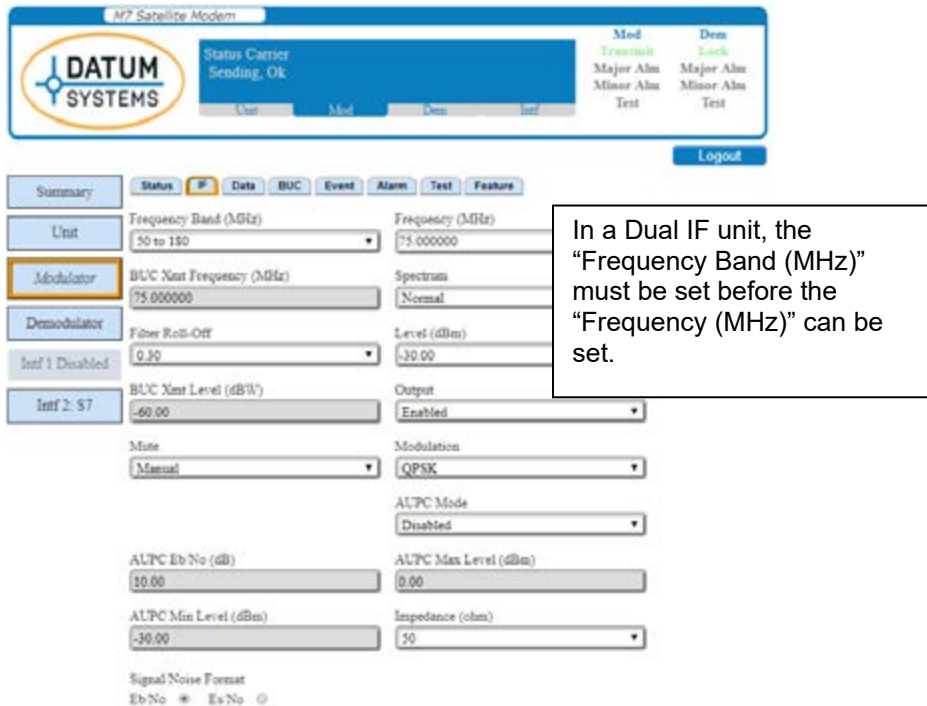 M7 Satellite Modem
DATUM
SYSTEMS
Status Carrier
Sending, Ok
Unit Mod Dem Intf
Mod Dem
Transmit Lock
Major Alm Major Alm
Minor Alm Minor Alm
Test Test
Logout
Summary
Unit
Modulator
Demodulator
Intf 1 Disabled
Intf 2: S7
Status IF Data BUC Event Alarm Test Feature
Frequency Band (MHz) Frequency (MHz)
50 to 180 75.000000
BUC Xmt Frequency (MHz) Spectrum
75.000000 Normal
Filter Roll-Off Level (dBm)
0.30 -30.00
BUC Xmt Level (dBW) Output
-60.00 Enabled
Mute Modulation
Manual QPSK
AUPC Mode
Disabled
AUPC Eb/No (dB) AUPC Max Level (dBm)
10.00 0.00
AUPC Min Level (dBm) Impedance (ohm)
-30.00 50
Signal Noise Format
Eb/No Es/No
In a Dual IF unit, the
“Frequency Band (MHz)”
must be set before the
“Frequency (MHz)” can be
set.